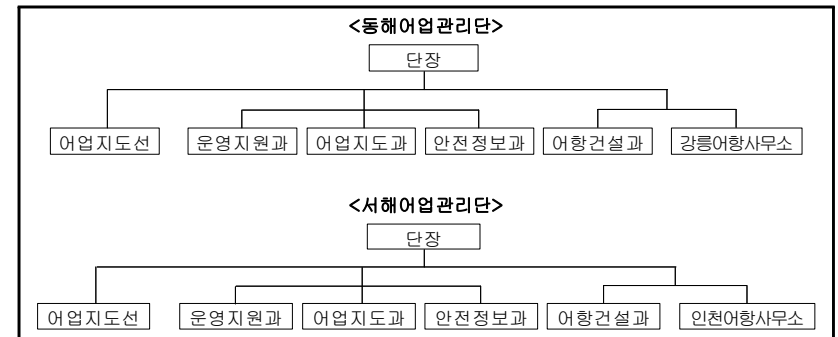 <동해어업관리단>
단장
어업지도선 운영지원과 어업지도과 안전정보과 어항건설과 강릉어항사무소
<서해어업관리단>
단장
어업지도선 운영지원과 어업지도과 안전정보과 어항건설과 인천어항사무소